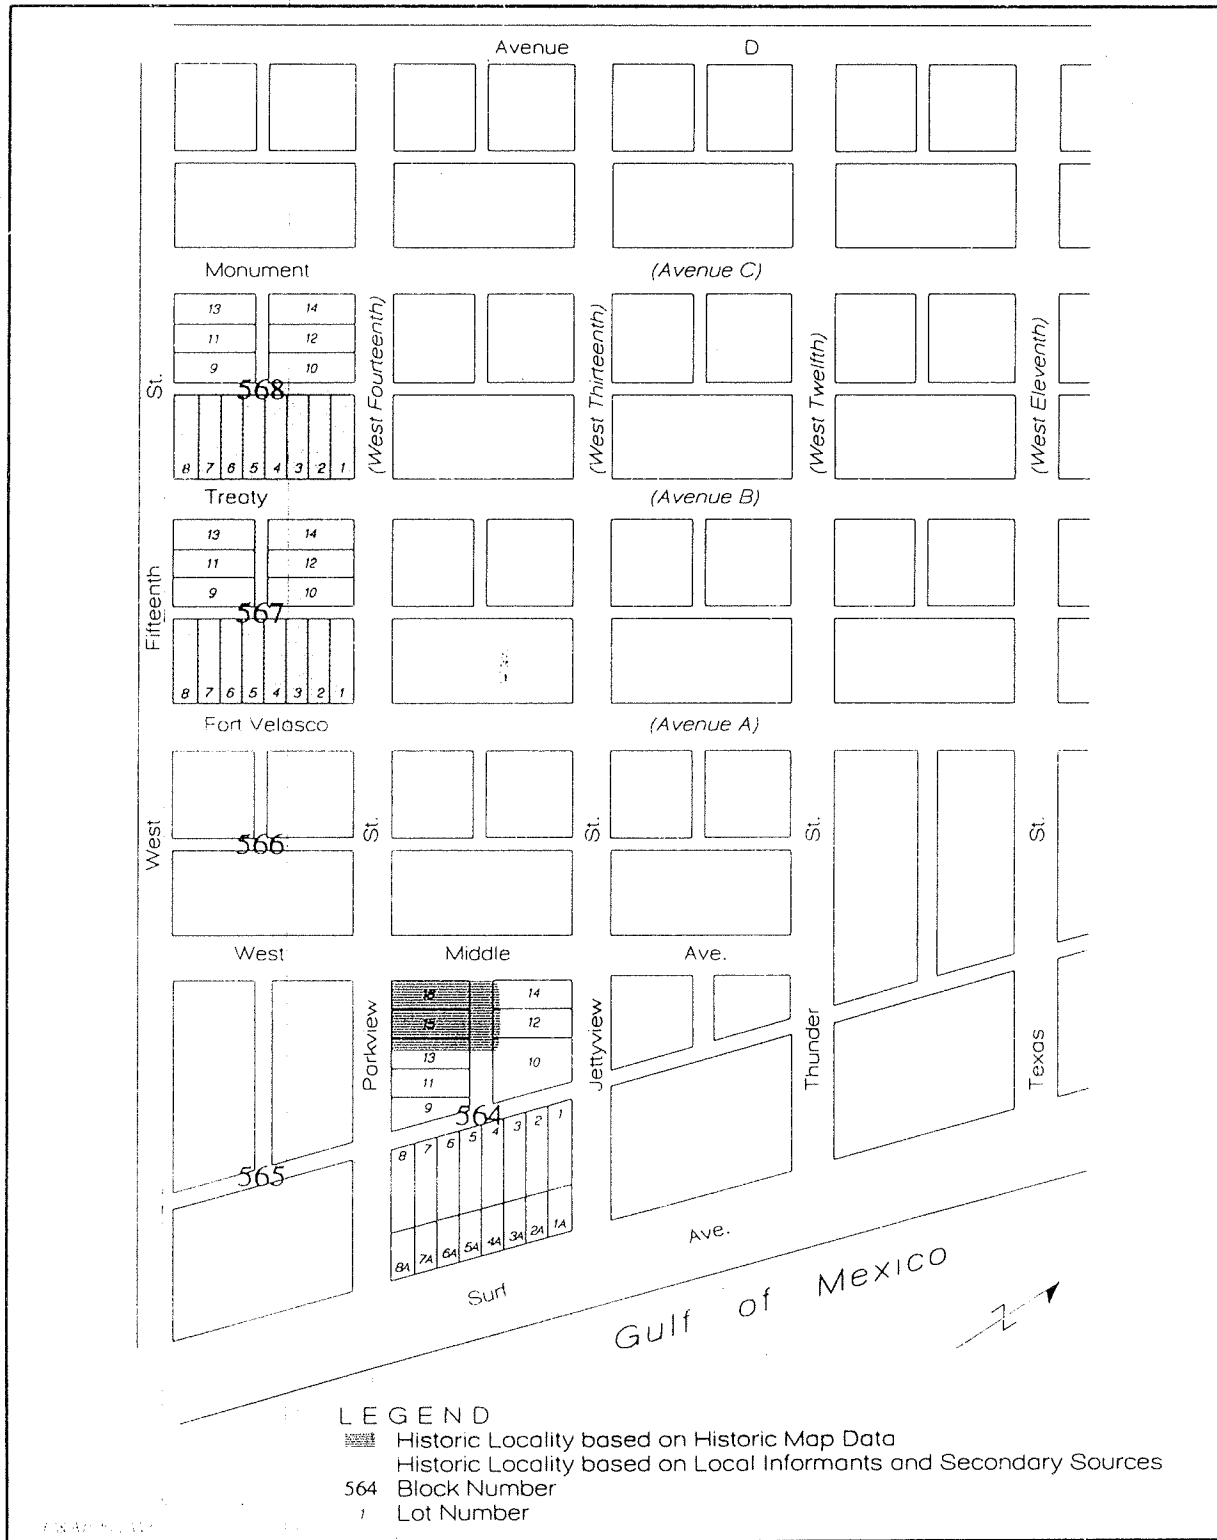 Avenue D
Monument (Avenue C)
13 14
11 12
9 10
568
8 7 6 5 4 3 2 1
St.
(West Fourteenth)
(West Thirteenth)
(West Twelfth)
(West Eleventh)
Treaty (Avenue B)
13 14
11 12
9 10
567
8 7 6 5 4 3 2 1
Fifteenth
Fort Velasco (Avenue A)
566
West
St.
St.
St.
St.
West Middle Ave.
14
15 12
13 10
11
9
564
8 7 6 5 4 3 2 1
8A 7A 6A 5A 4A 3A 2A 1A
565
Parkview
Jettyview
Thunder
Texas
Surf Ave.
Gulf of Mexico
N
LEGEND
Historic Locality based on Historic Map Data
Historic Locality based on Local Informants and Secondary Sources
564 Block Number
1 Lot Number